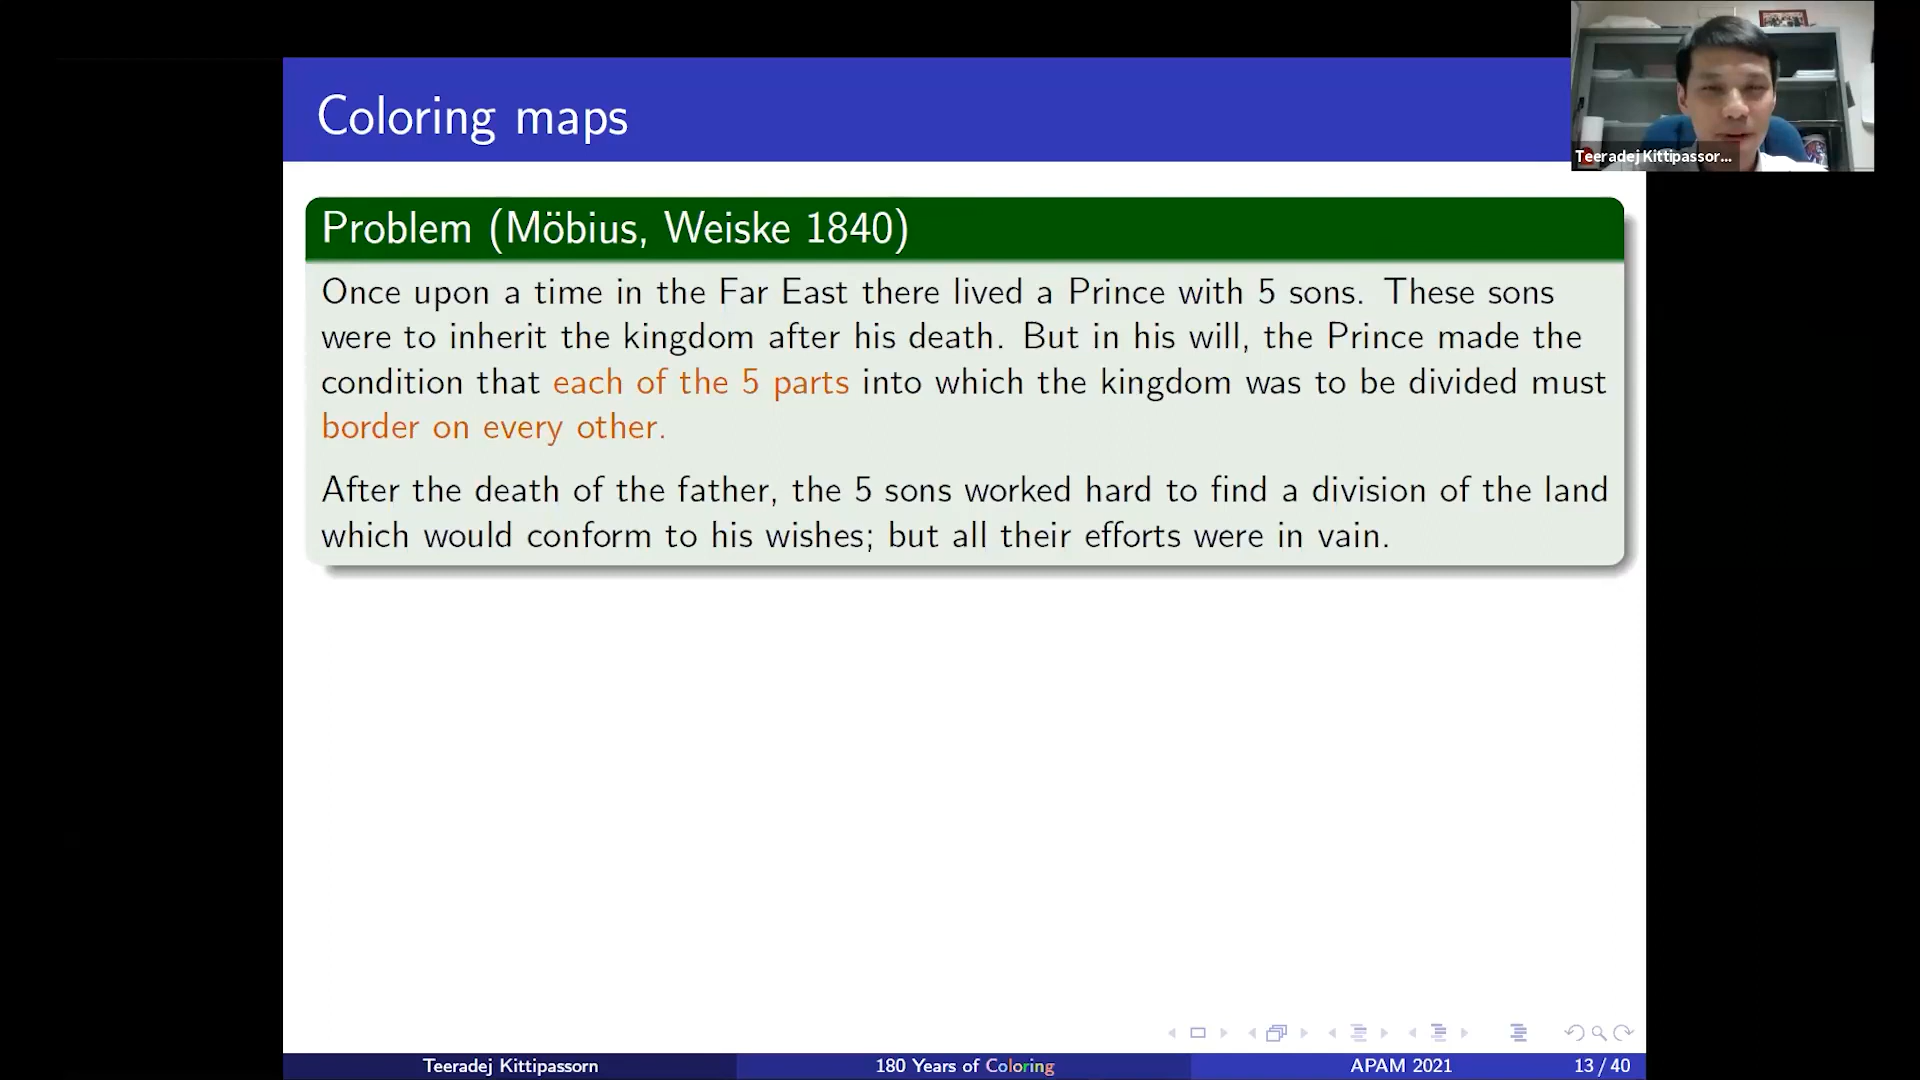 Coloring maps
Teeradej Kittipassor...
Problem (Möbius, Weiske 1840)
Once upon a time in the Far East there lived a Prince with 5 sons. These sons
were to inherit the kingdom after his death. But in his will, the Prince made the
condition that each of the 5 parts into which the kingdom was to be divided must
border on every other.
After the death of the father, the 5 sons worked hard to find a division of the land
which would conform to his wishes; but all their efforts were in vain.
Teeradej Kittipassorn 180 Years of Coloring APAM 2021 13 / 40